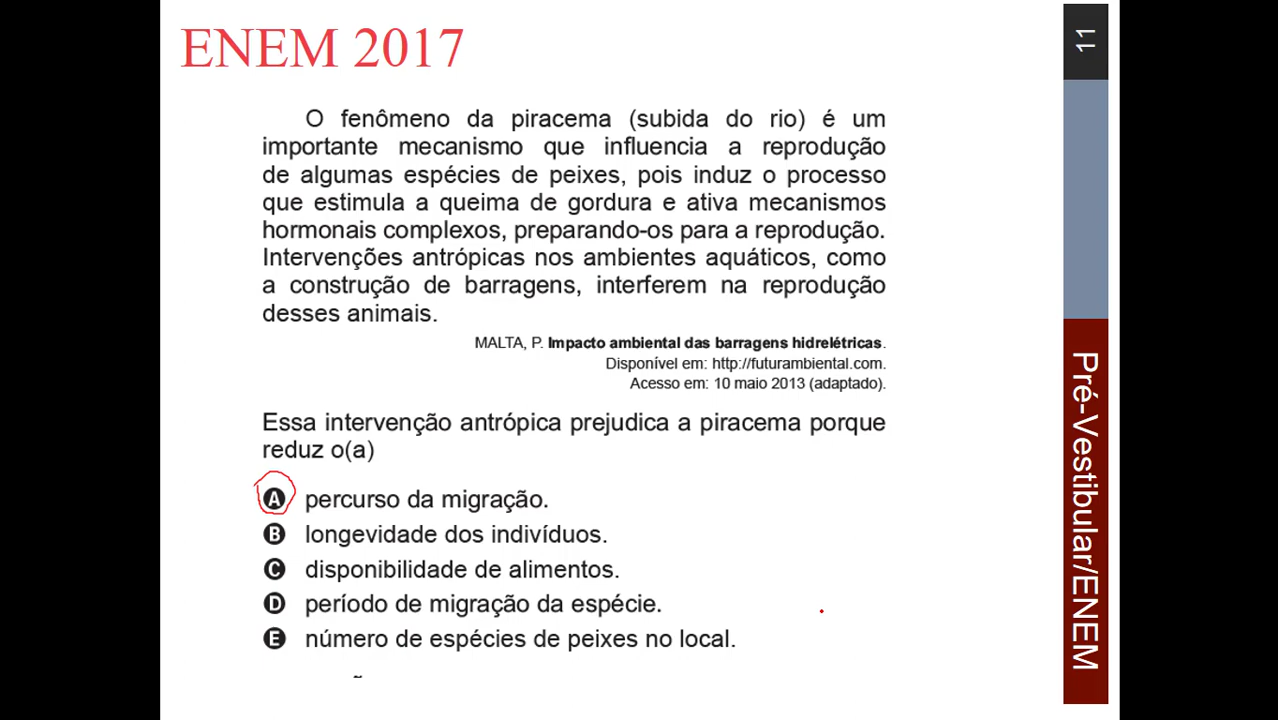 ENEM 2017
11
O fenômeno da piracema (subida do rio) é um
importante mecanismo que influencia a reprodução
de algumas espécies de peixes, pois induz o processo
que estimula a queima de gordura e ativa mecanismos
hormonais complexos, preparando-os para a reprodução.
Intervenções antrópicas nos ambientes aquáticos, como
a construção de barragens, interferem na reprodução
desses animais.
MALTA, P. Impacto ambiental das barragens hidrelétricas.
Disponível em: http://futurambiental.com.
Acesso em: 10 maio 2013 (adaptado).
Essa intervenção antrópica prejudica a piracema porque
reduz o(a)
A percurso da migração.
B longevidade dos indivíduos.
C disponibilidade de alimentos.
D período de migração da espécie.
E número de espécies de peixes no local.
Pré-Vestibular/ENEM